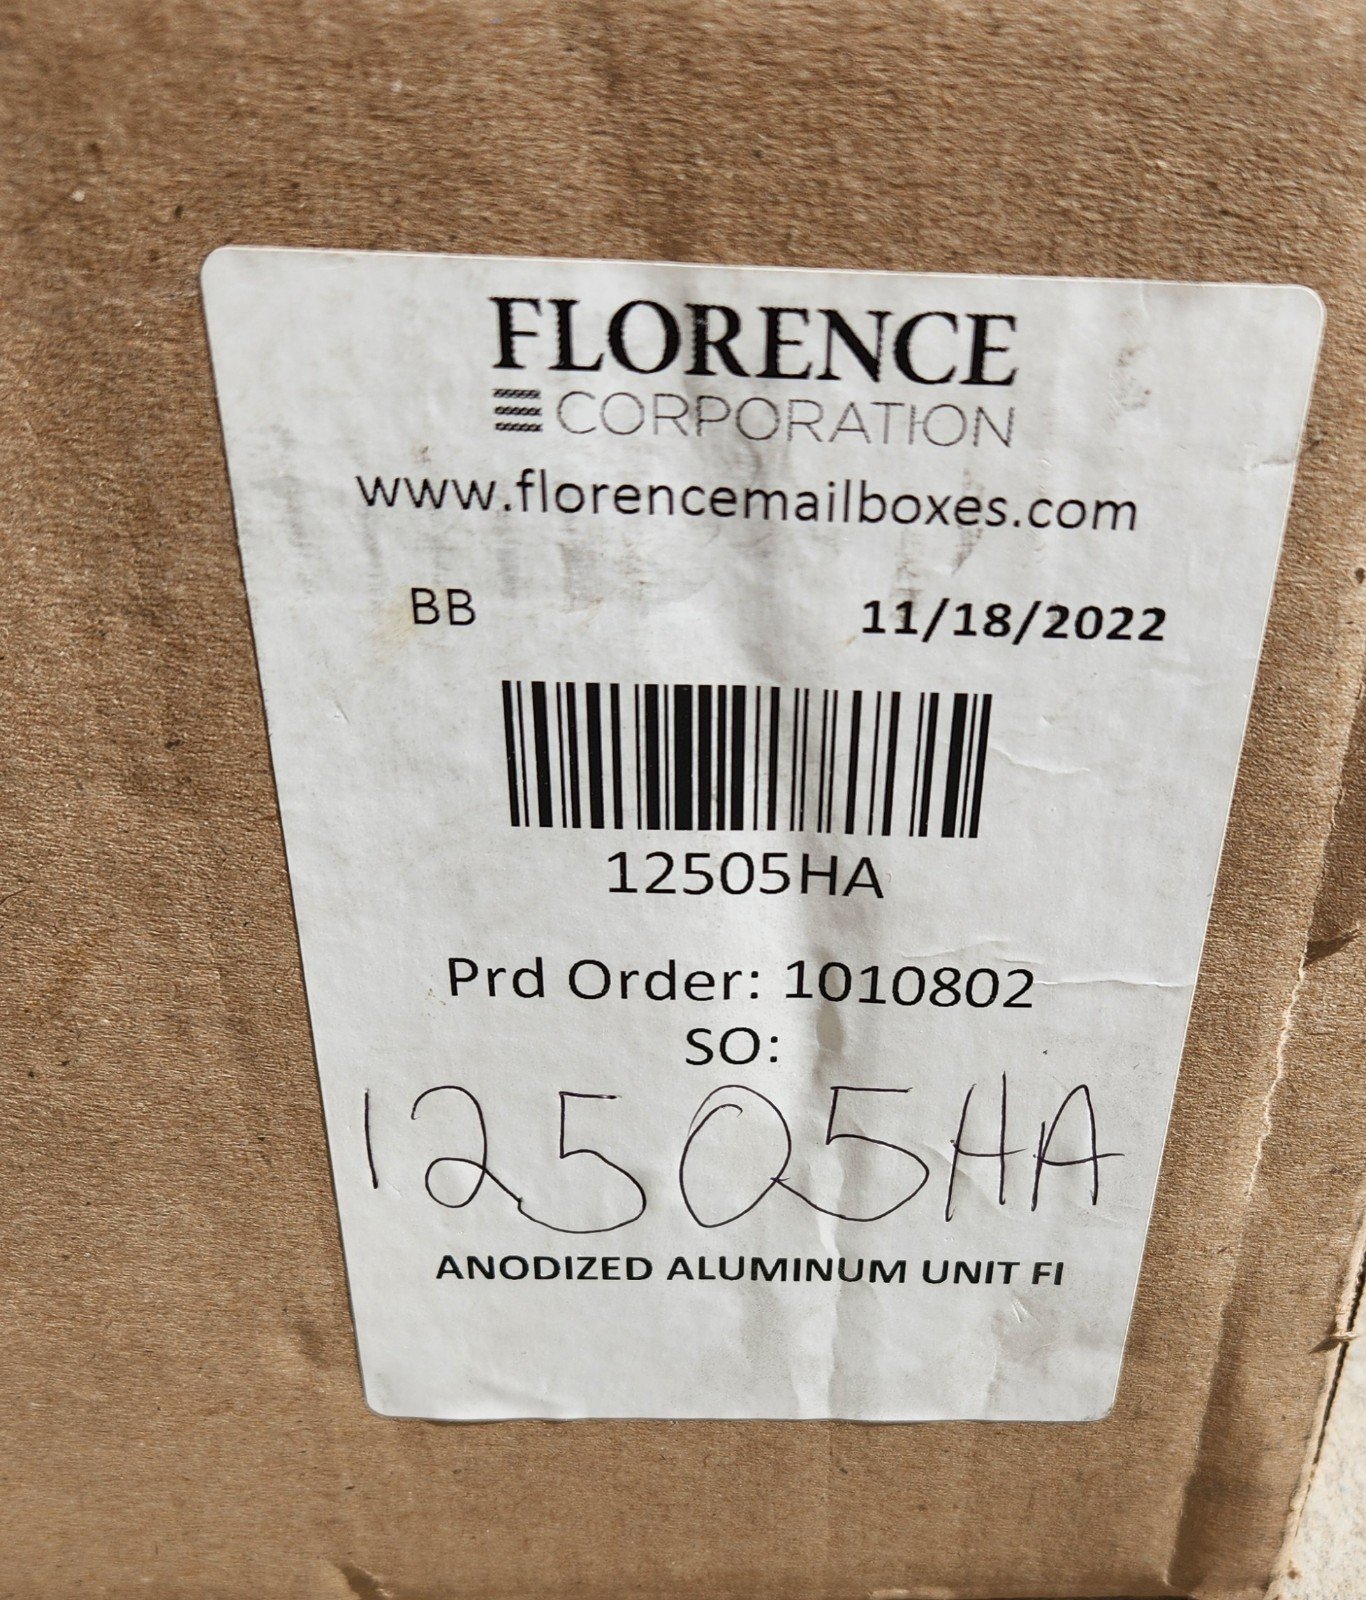 FLORENCE
CORPORATION
www.florencemailboxes.com
BB 11/18/2022
12505HA
Prd Order: 1010802
SO:
12505HA
ANODIZED ALUMINUM UNIT FI